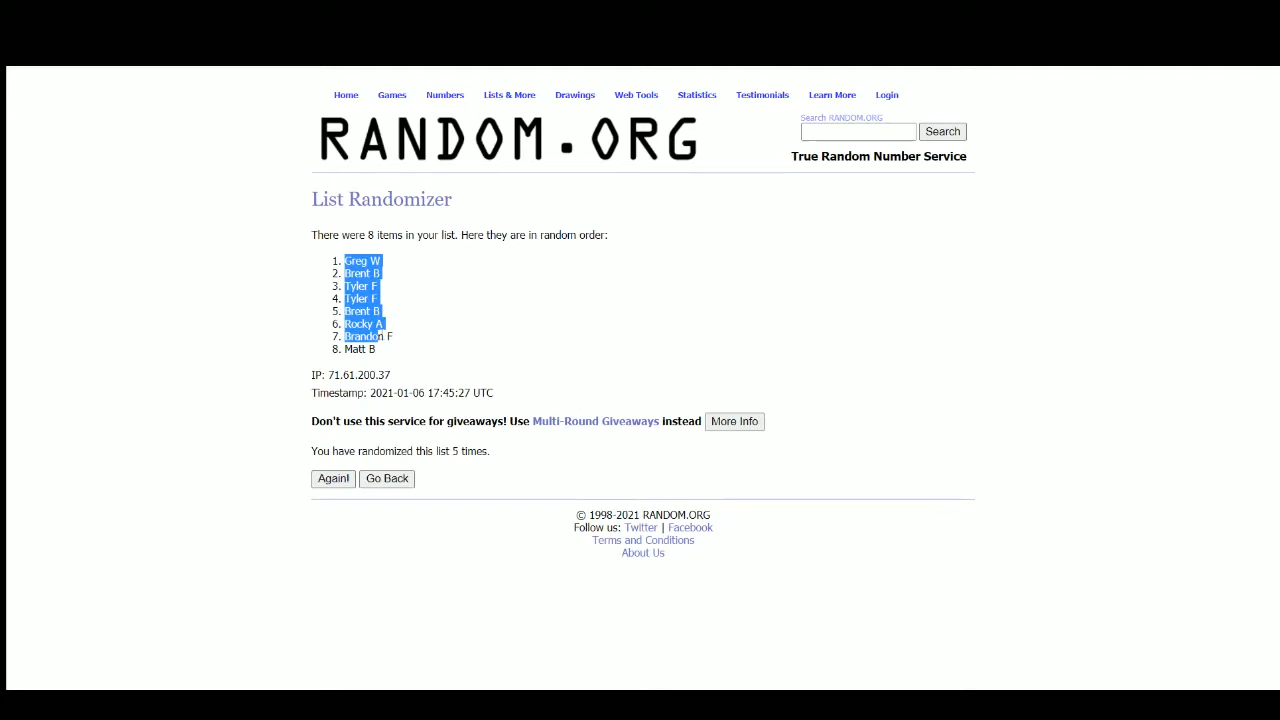 Home Games Numbers Lists & More Drawings Web Tools Statistics Testimonials Learn More Login
RANDOM.ORG
Search RANDOM.ORG
Search
True Random Number Service
List Randomizer
There were 8 items in your list. Here they are in random order:
1. Greg W
2. Brent B
3. Tyler F
4. Tyler F
5. Brent B
6. Rocky A
7. Brandon F
8. Matt B
IP: 71.61.200.37
Timestamp: 2021-01-06 17:45:27 UTC
Don't use this service for giveaways! Use Multi-Round Giveaways instead More Info
You have randomized this list 5 times.
Again! Go Back
© 1998-2021 RANDOM.ORG
Follow us: Twitter | Facebook
Terms and Conditions
About Us